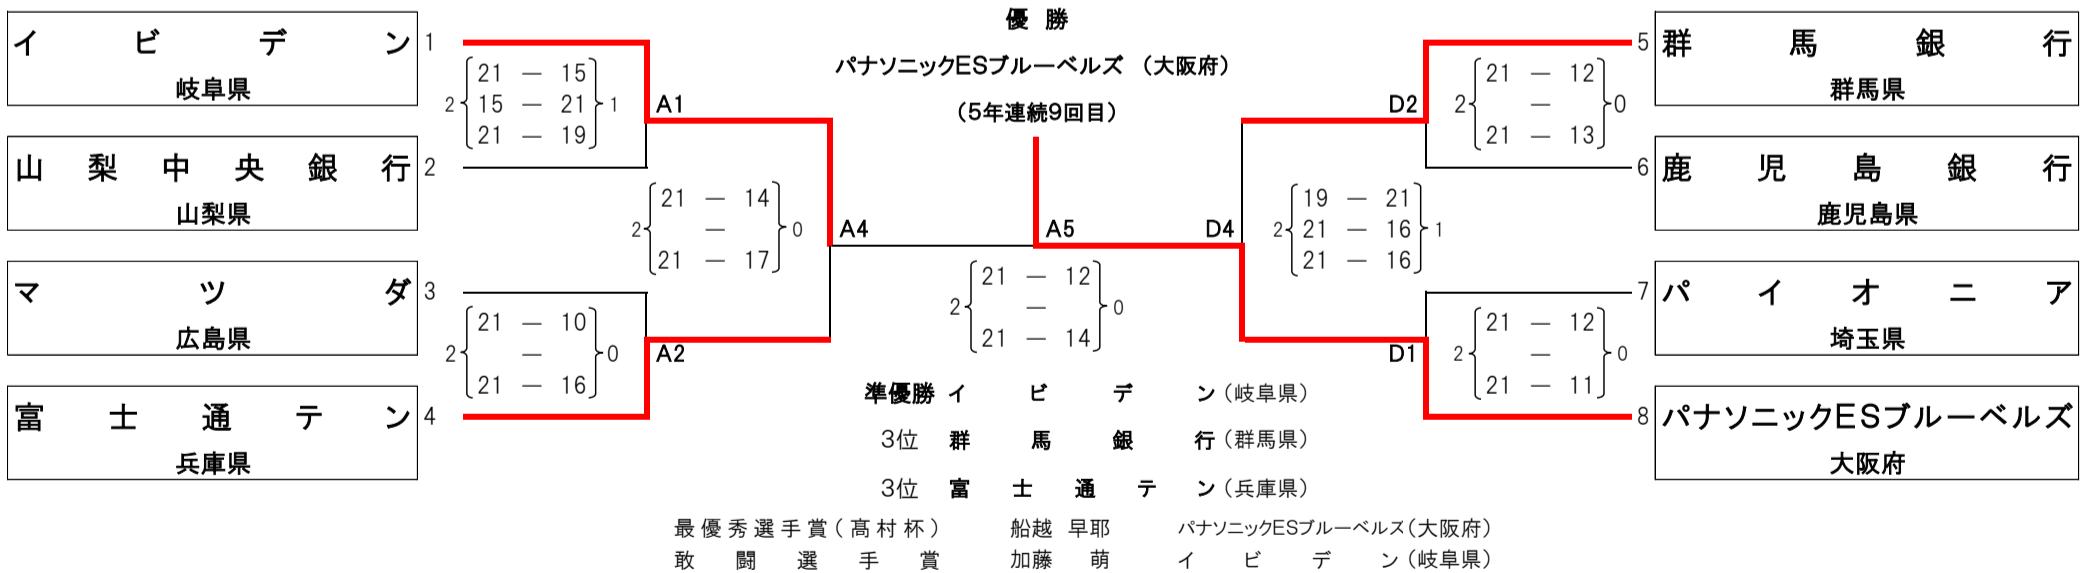 優 勝
パナソニックESブルーベルズ (大阪府)
(5年連続9回目)
イビデン 1
岐阜県
21 — 15
2 15 — 21 1
21 — 19
A1
山梨中央銀行 2
山梨県
21 — 14
2 — 0
21 — 17
A4
マツダ 3
広島県
21 — 10
2 — 0
21 — 16
A2
富士通テン 4
兵庫県
A5
21 — 12
2 — 0
21 — 14
5 群馬銀行
群馬県
D2
21 — 12
2 — 0
21 — 13
6 鹿児島銀行
鹿児島県
D4
19 — 21
2 21 — 16 1
21 — 16
7 パイオニア
埼玉県
D1
21 — 12
2 — 0
21 — 11
8 パナソニックESブルーベルズ
大阪府
準優勝 イビデン (岐阜県)
3位 群馬銀行 (群馬県)
3位 富士通テン (兵庫県)
最優秀選手賞(髙村杯) 船越 早耶 パナソニックESブルーベルズ(大阪府)
敢闘選手賞 加藤 萌 イビデン(岐阜県)